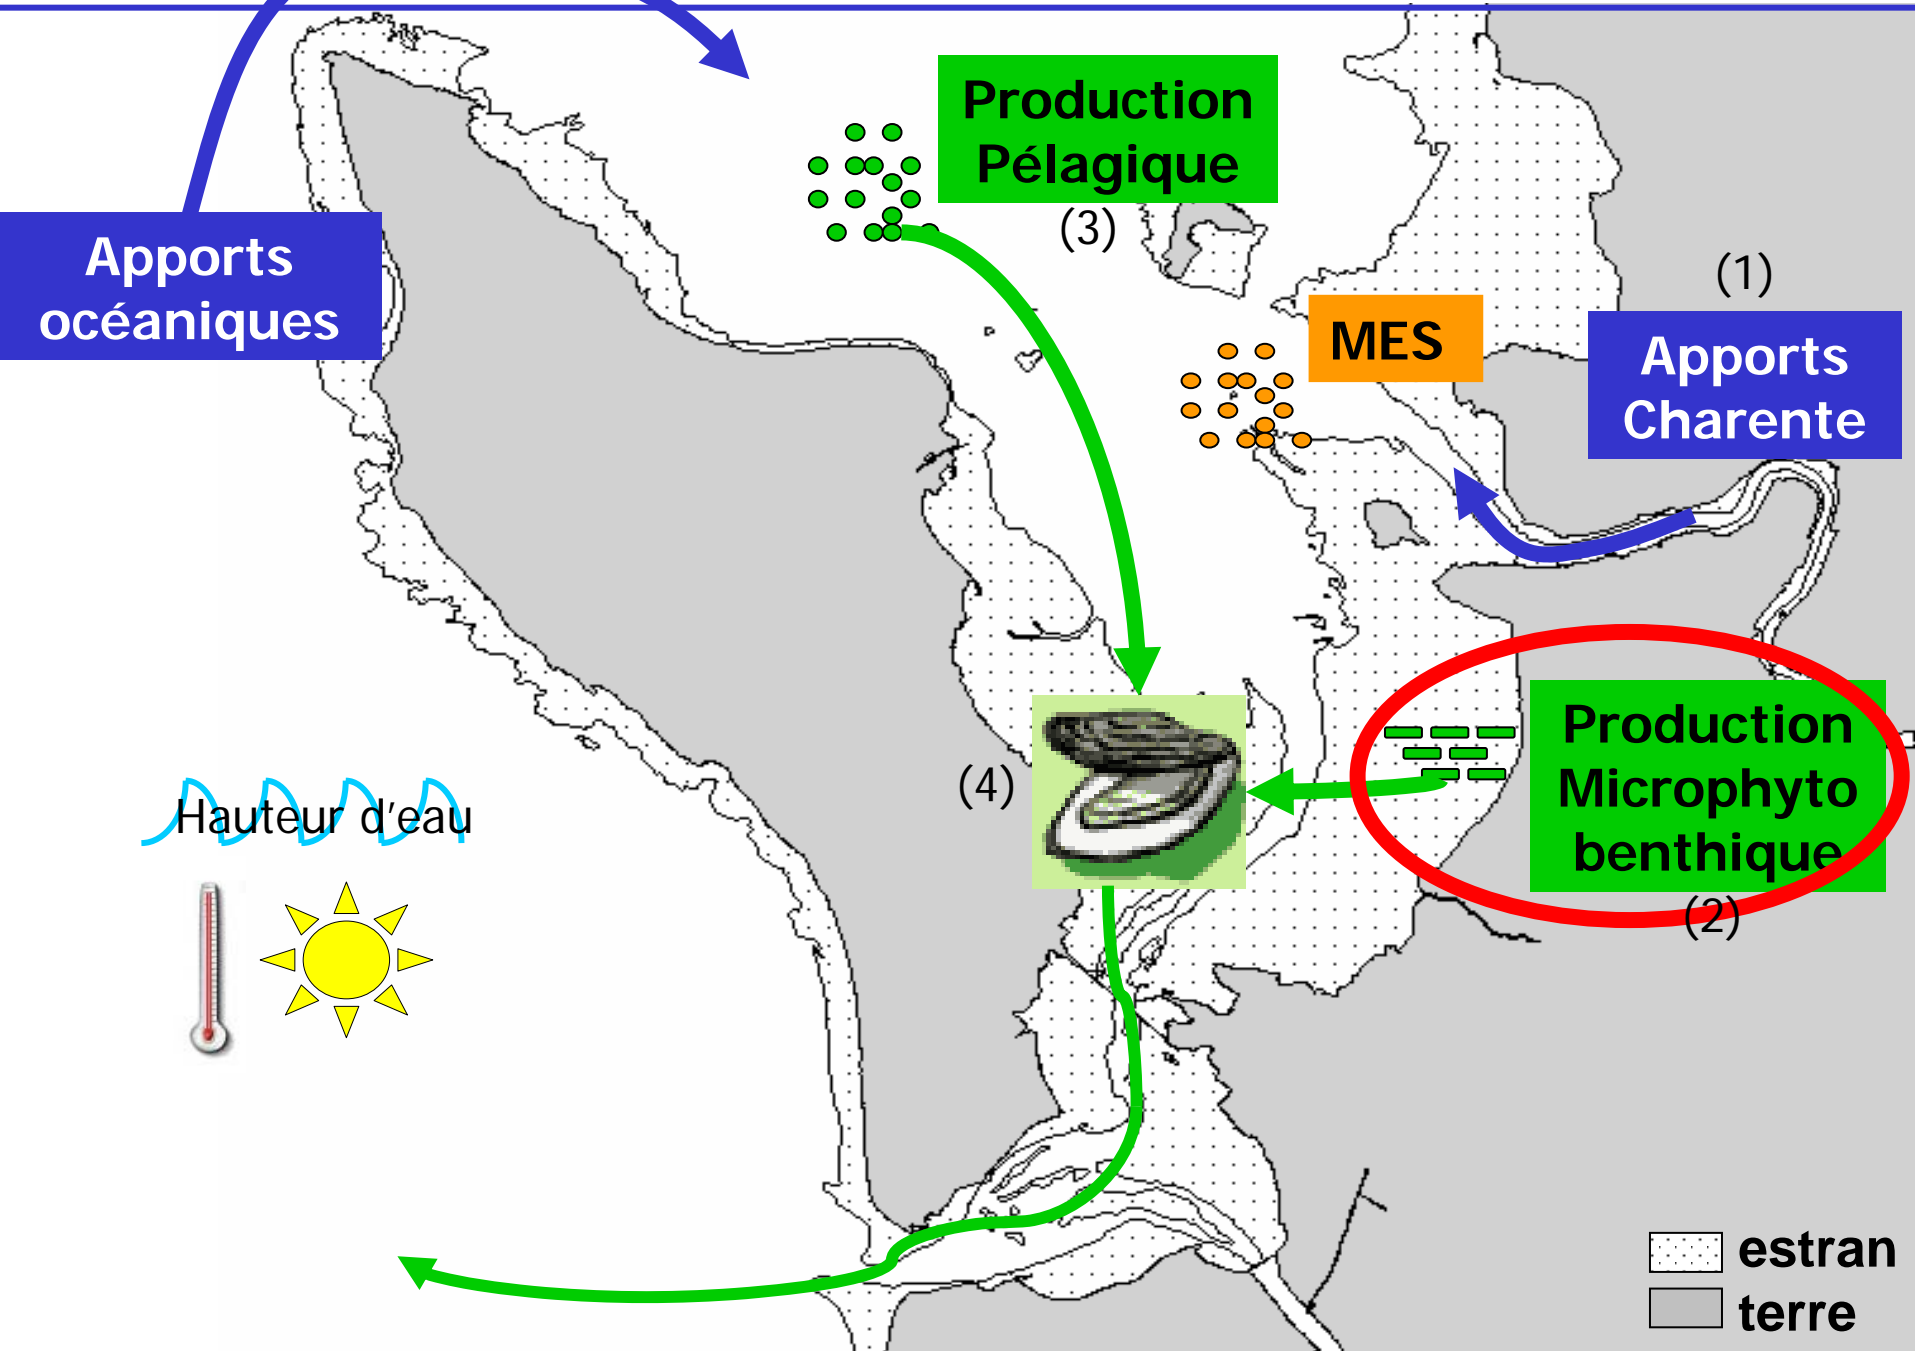 Production
Pélagique
(3)
Apports
océaniques
(1)
MES
Apports
Charente
Production
Microphyto
benthique
(2)
(4)
Hauteur d'eau
estran
terre